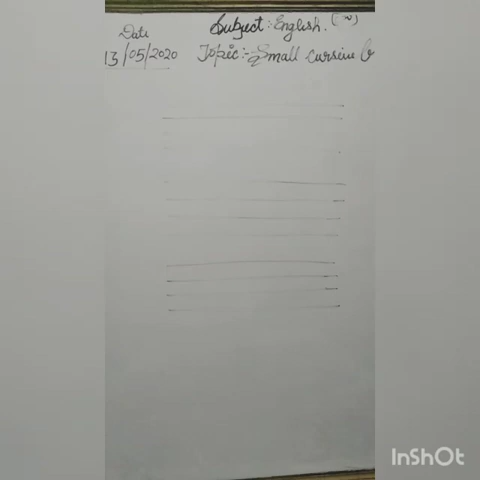 Date Subject:- English.
13/05/2020 Topic:- Small cursive b
InShOt